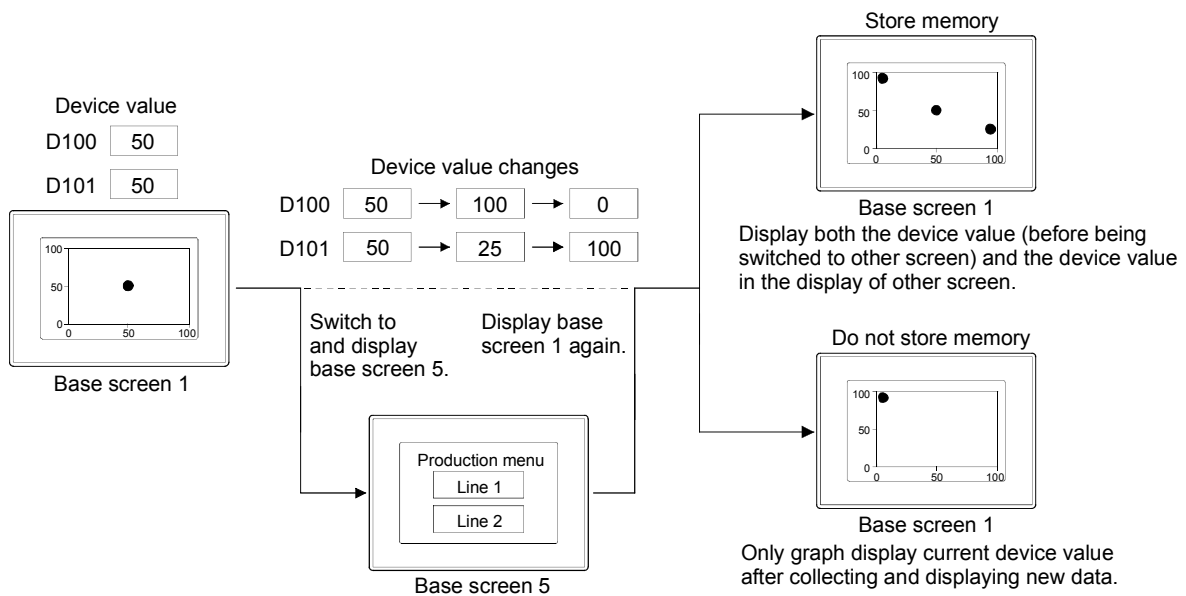 Device value
D100 50
D101 50
100
50
0
0 50 100
Base screen 1
Device value changes
D100 50 100 0
D101 50 25 100
Switch to
and display
base screen 5.
Display base
screen 1 again.
Production menu
Line 1
Line 2
Base screen 5
Store memory
100
50
0
0 50 100
Base screen 1
Display both the device value (before being
switched to other screen) and the device value
in the display of other screen.
Do not store memory
100
50
0
0 50 100
Base screen 1
Only graph display current device value
after collecting and displaying new data.